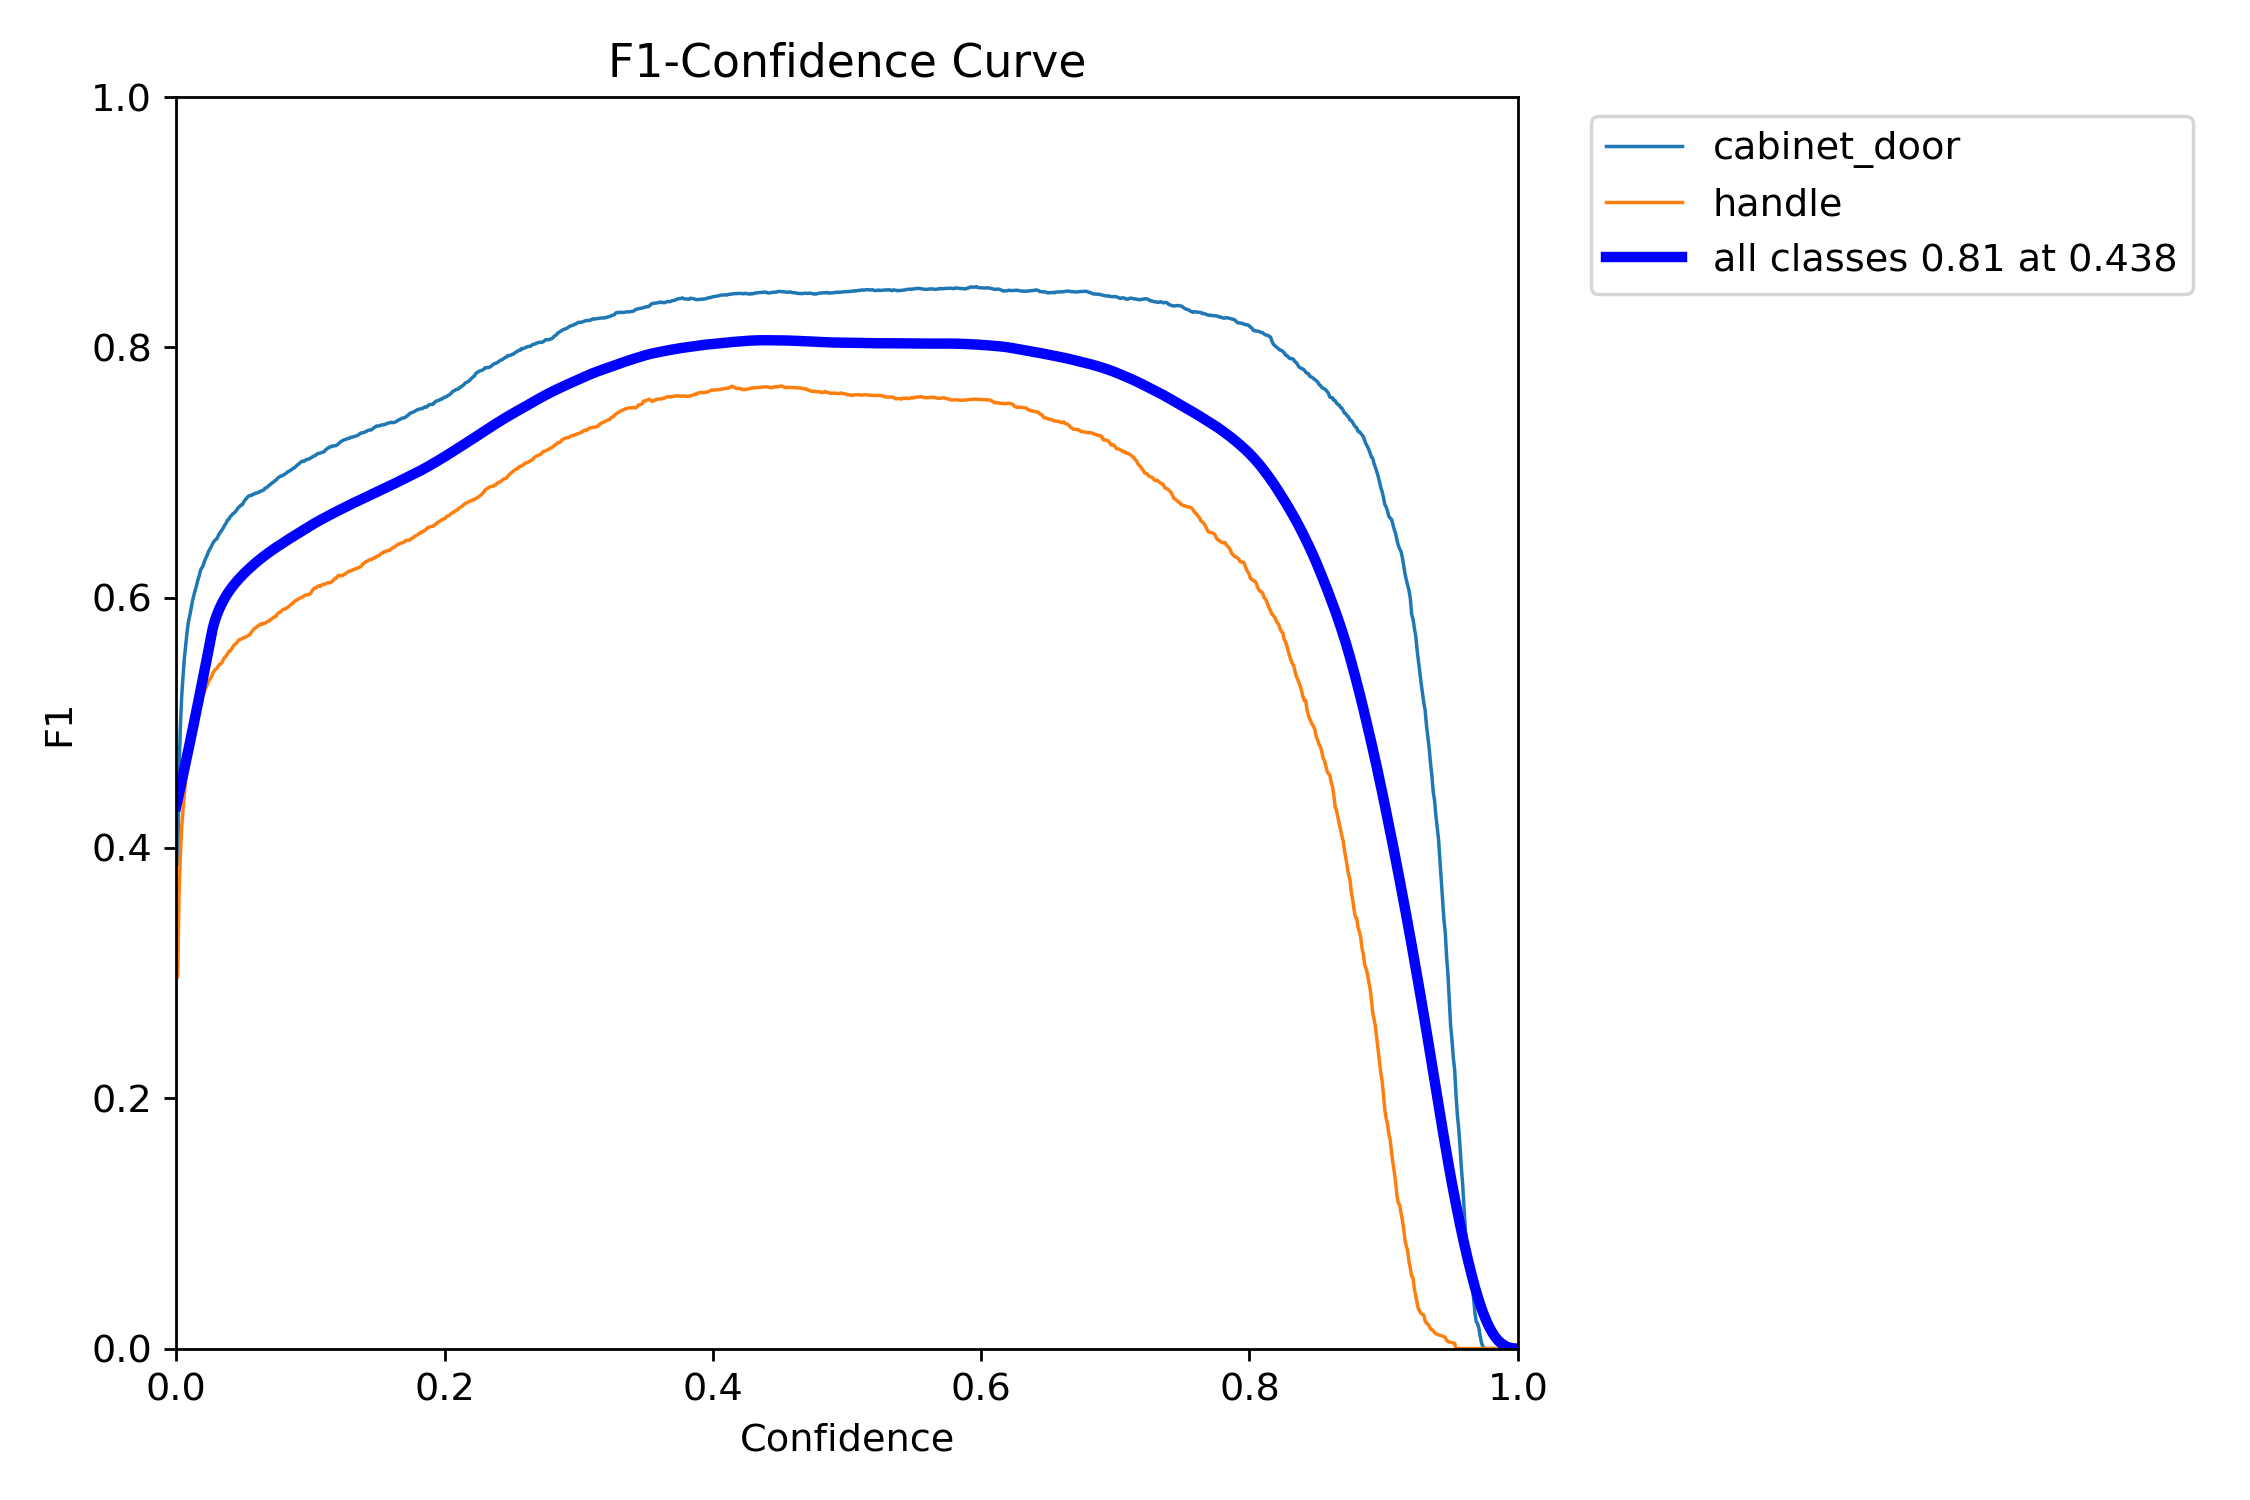 F1-Confidence Curve
1.0
0.8
0.6
0.4
0.2
0.0
F1
0.0 0.2 0.4 0.6 0.8 1.0
Confidence
cabinet_door
handle
all classes 0.81 at 0.438